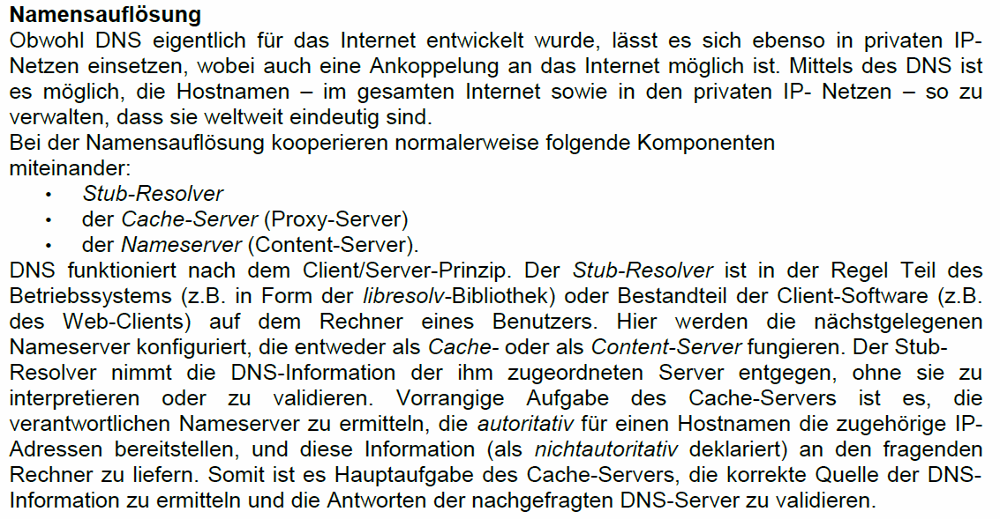 Namensauflösung
Obwohl DNS eigentlich für das Internet entwickelt wurde, lässt es sich ebenso in privaten IP-
Netzen einsetzen, wobei auch eine Ankoppelung an das Internet möglich ist. Mittels des DNS ist
es möglich, die Hostnamen – im gesamten Internet sowie in den privaten IP- Netzen – so zu
verwalten, dass sie weltweit eindeutig sind.
Bei der Namensauflösung kooperieren normalerweise folgende Komponenten
miteinander:
• Stub-Resolver
• der Cache-Server (Proxy-Server)
• der Nameserver (Content-Server).
DNS funktioniert nach dem Client/Server-Prinzip. Der Stub-Resolver ist in der Regel Teil des
Betriebssystems (z.B. in Form der libresolv-Bibliothek) oder Bestandteil der Client-Software (z.B.
des Web-Clients) auf dem Rechner eines Benutzers. Hier werden die nächstgelegenen
Nameserver konfiguriert, die entweder als Cache- oder als Content-Server fungieren. Der Stub-
Resolver nimmt die DNS-Information der ihm zugeordneten Server entgegen, ohne sie zu
interpretieren oder zu validieren. Vorrangige Aufgabe des Cache-Servers ist es, die
verantwortlichen Nameserver zu ermitteln, die autoritativ für einen Hostnamen die zugehörige IP-
Adressen bereitstellen, und diese Information (als nichtautoritativ deklariert) an den fragenden
Rechner zu liefern. Somit ist es Hauptaufgabe des Cache-Servers, die korrekte Quelle der DNS-
Information zu ermitteln und die Antworten der nachgefragten DNS-Server zu validieren.